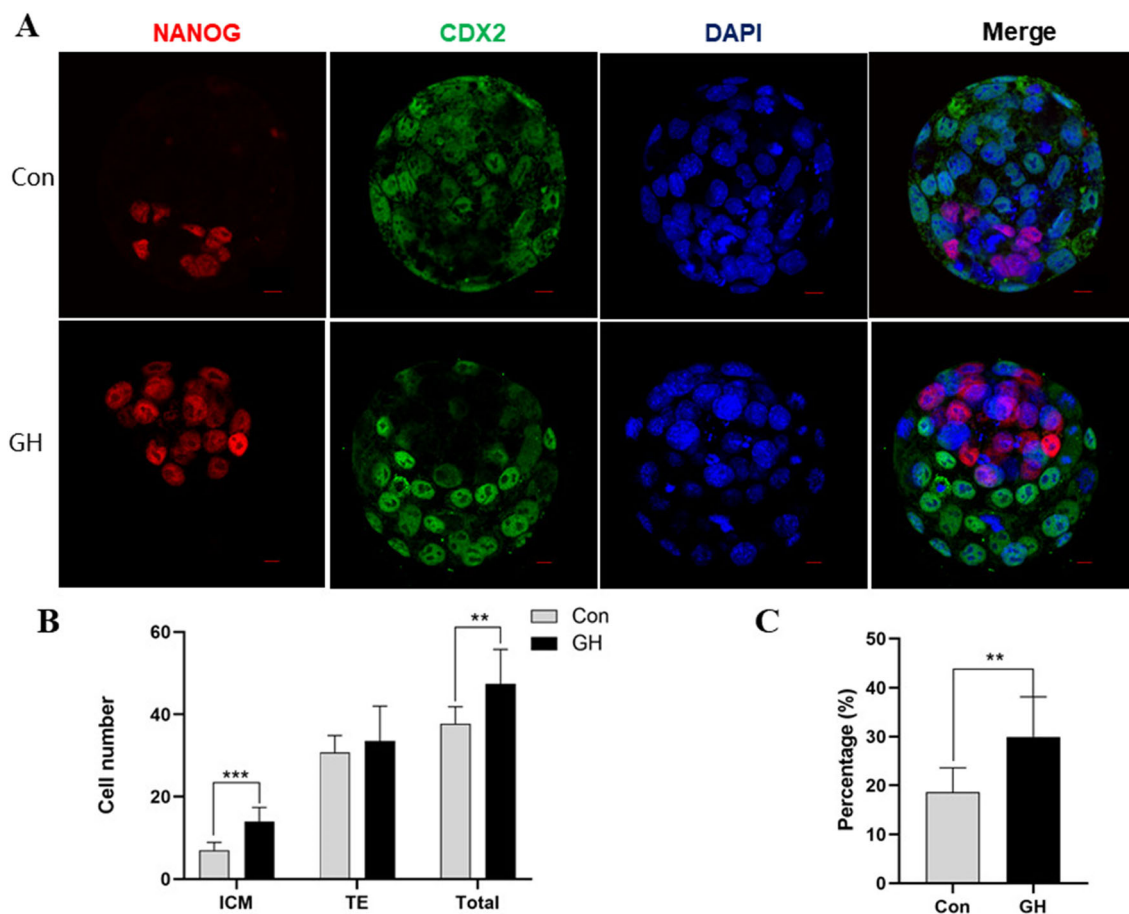 A
NANOG CDX2 DAPI Merge
Con
GH
B
Con
GH
Cell number
60
40
20
0
***
**
ICM TE Total
C
Percentage (%)
50
40
30
20
10
0
**
Con GH